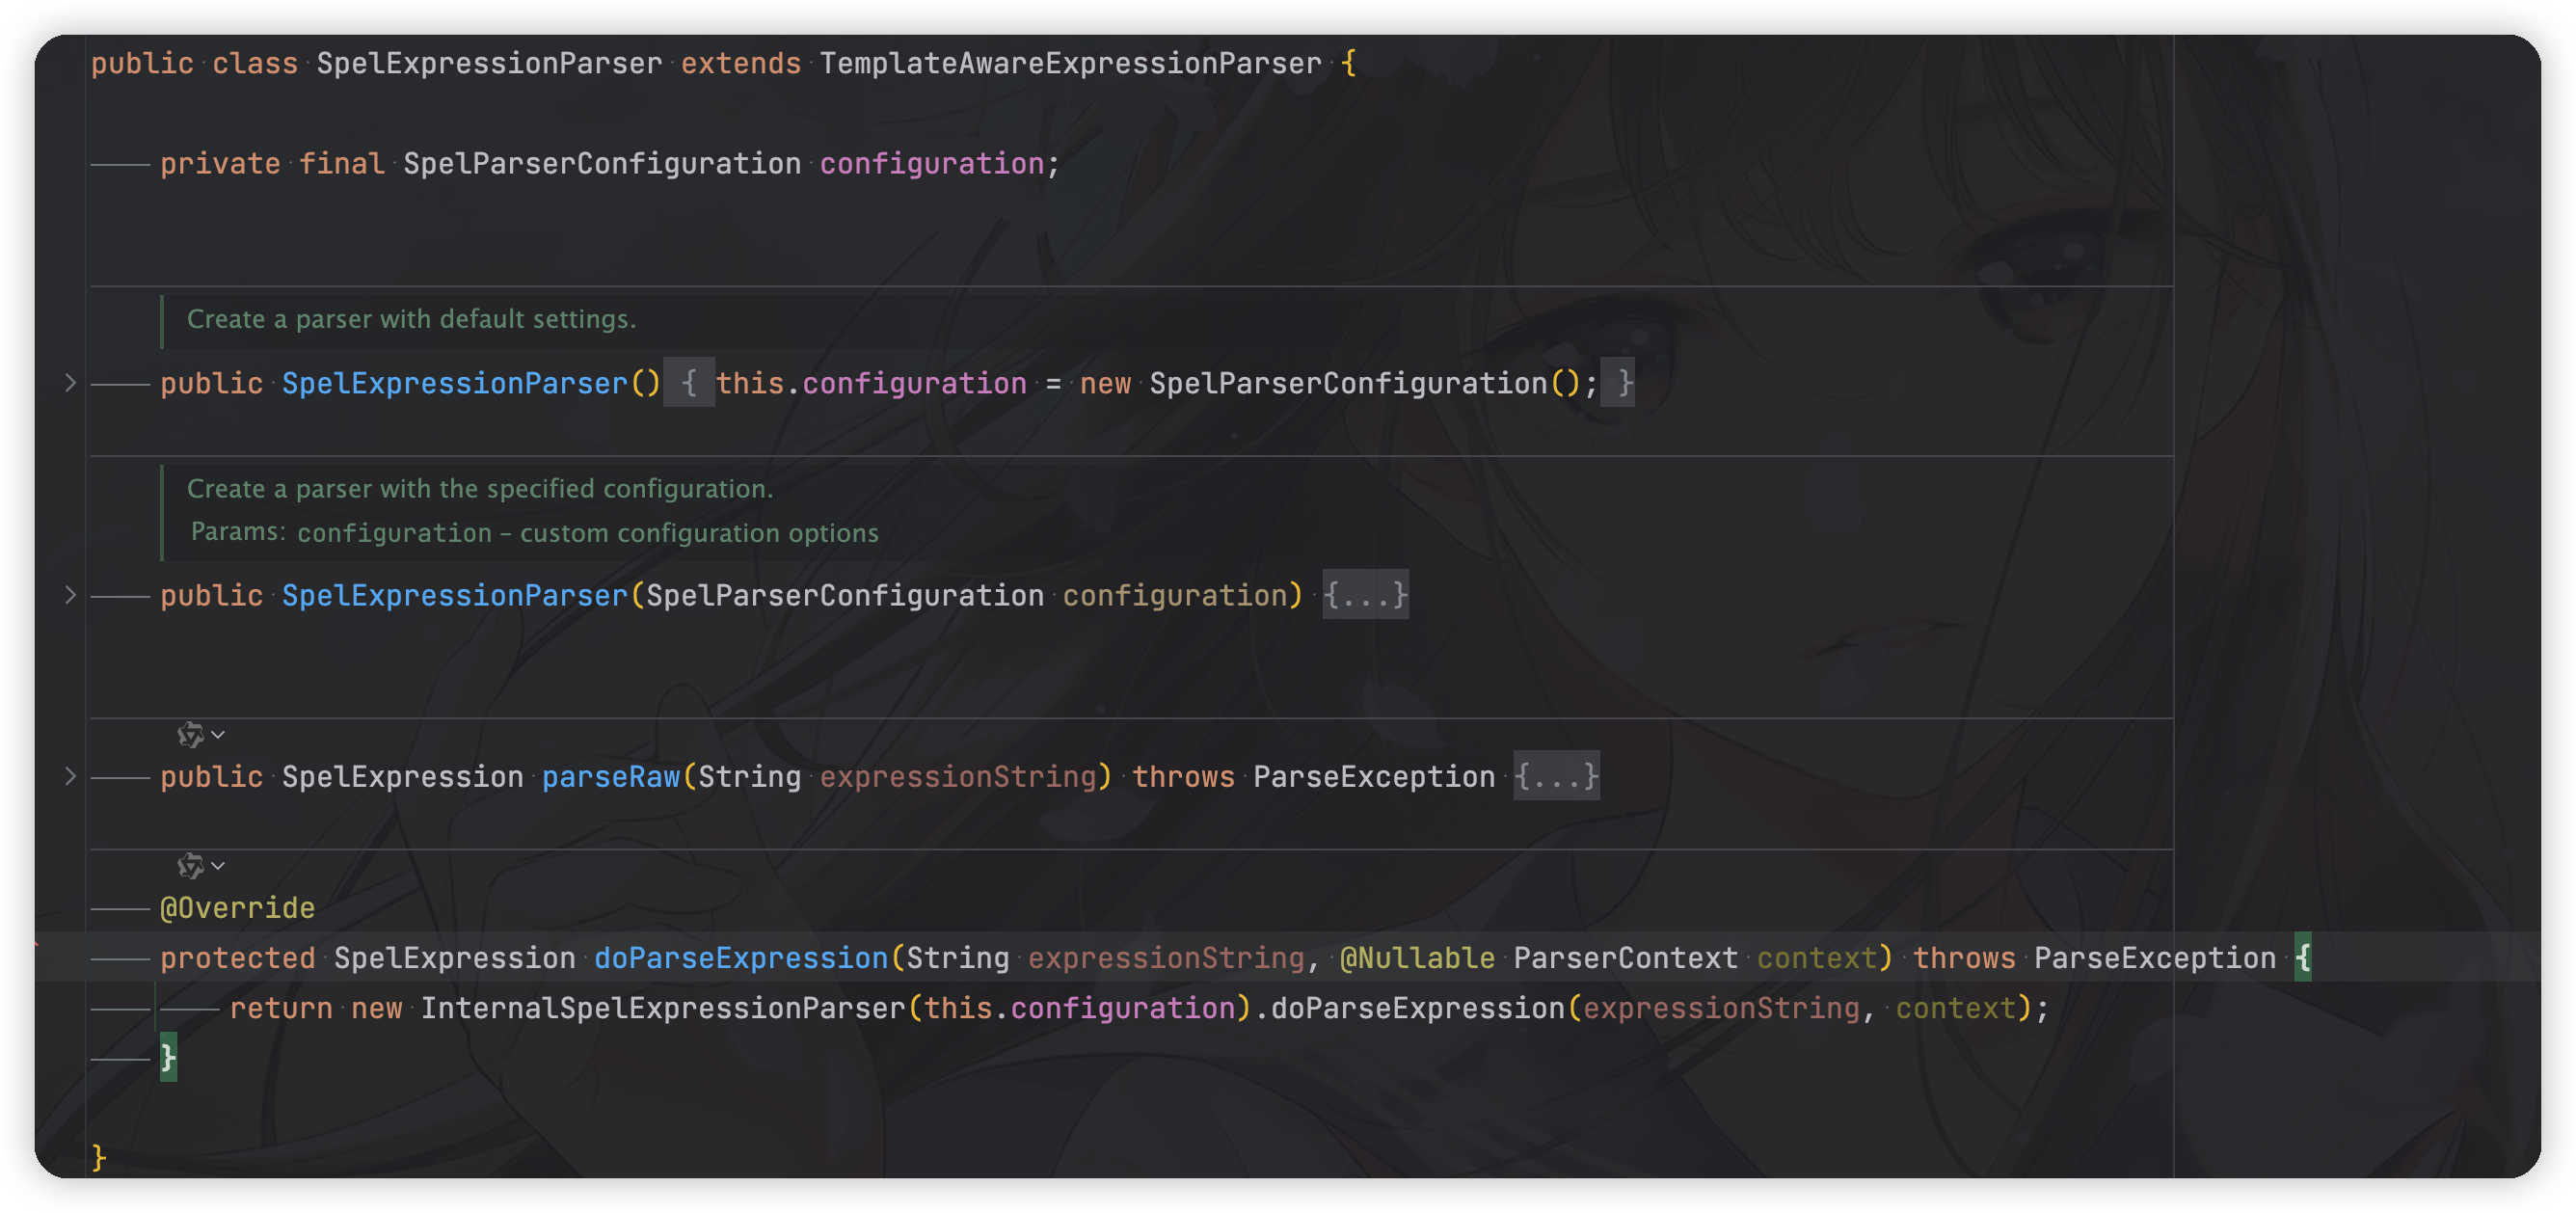 public class SpelExpressionParser extends TemplateAwareExpressionParser {
private final SpelParserConfiguration configuration;
Create a parser with default settings.
public SpelExpressionParser() { this.configuration = new SpelParserConfiguration(); }
Create a parser with the specified configuration.
Params: configuration – custom configuration options
public SpelExpressionParser(SpelParserConfiguration configuration) {...}
public SpelExpression parseRaw(String expressionString) throws ParseException {...}
@Override
protected SpelExpression doParseExpression(String expressionString, @Nullable ParserContext context) throws ParseException {
return new InternalSpelExpressionParser(this.configuration).doParseExpression(expressionString, context);
}
}